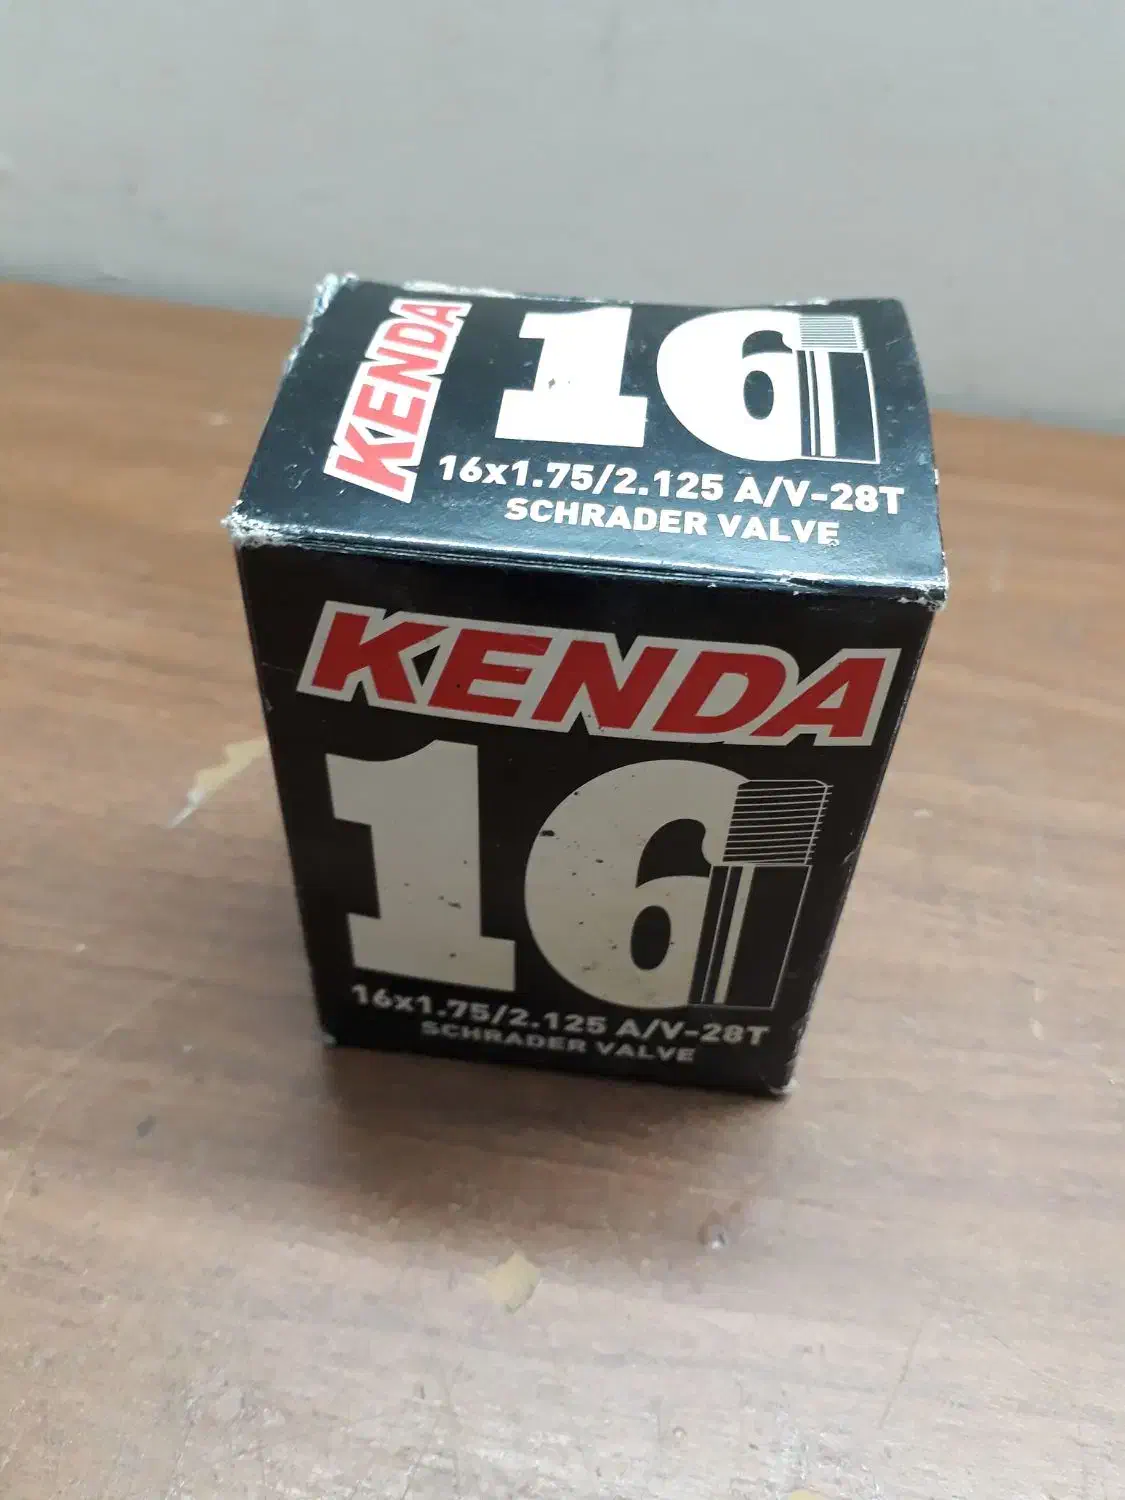 KENDA
16
16x1.75/2.125 A/V-28T
SCHRADER VALVE
KENDA
16
16x1.75/2.125 A/V-28T
SCHRADER VALVE